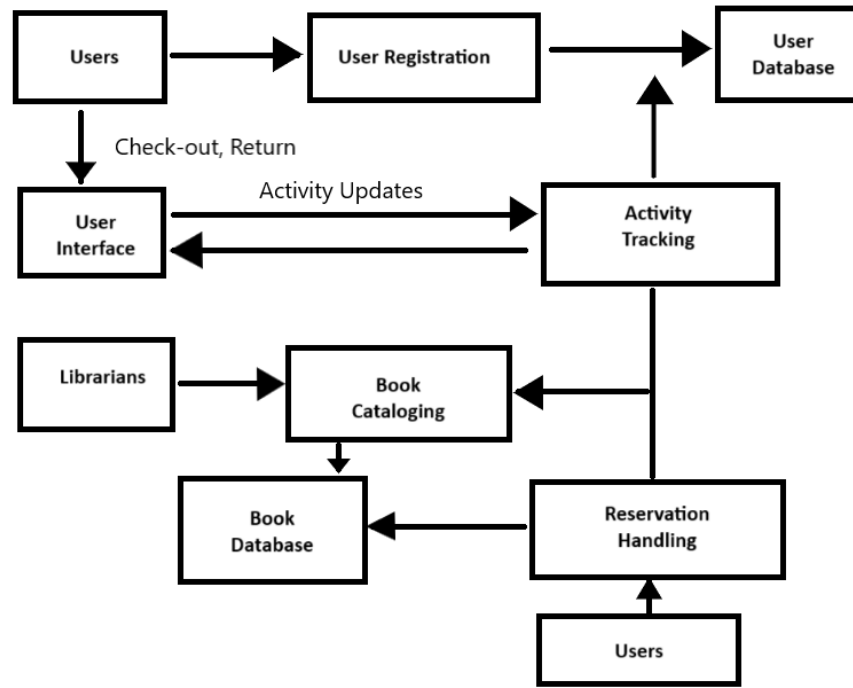 Users
User Registration
User
Database
Check-out, Return
User
Interface
Activity Updates
Activity
Tracking
Librarians
Book
Cataloging
Book
Database
Reservation
Handling
Users